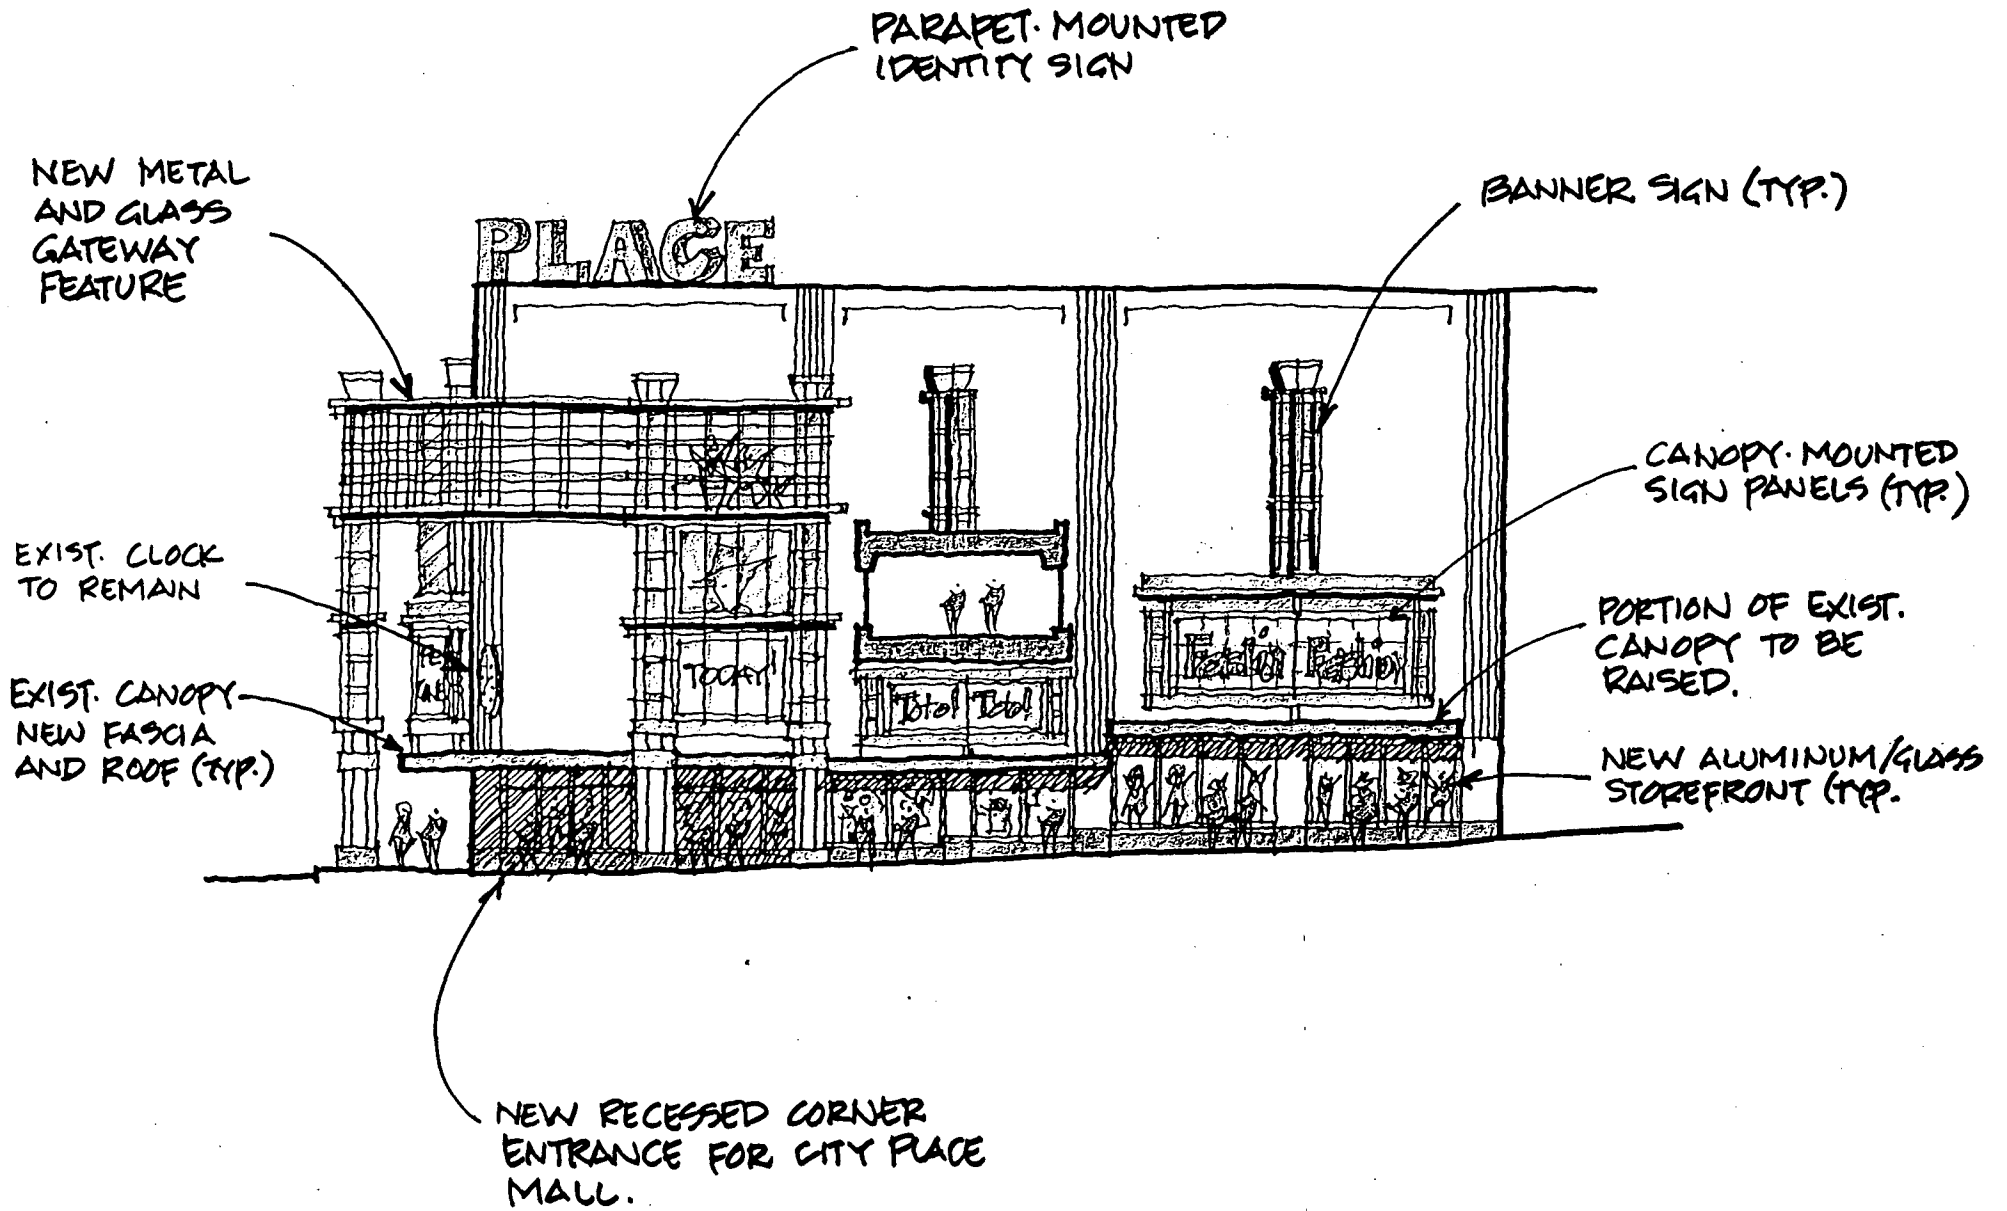 PARAPET·MOUNTED
IDENTITY SIGN
NEW METAL
AND GLASS
GATEWAY
FEATURE
BANNER SIGN (TYP.)
PLACE
CANOPY·MOUNTED
SIGN PANELS (TYP.)
EXIST. CLOCK
TO REMAIN
PORTION OF EXIST.
CANOPY TO BE
RAISED.
TODAY!
EXIST. CANOPY
NEW FASCIA
AND ROOF (TYP.)
NEW ALUMINUM/GLASS
STOREFRONT (TYP.
NEW RECESSED CORNER
ENTRANCE FOR CITY PLACE
MALL.